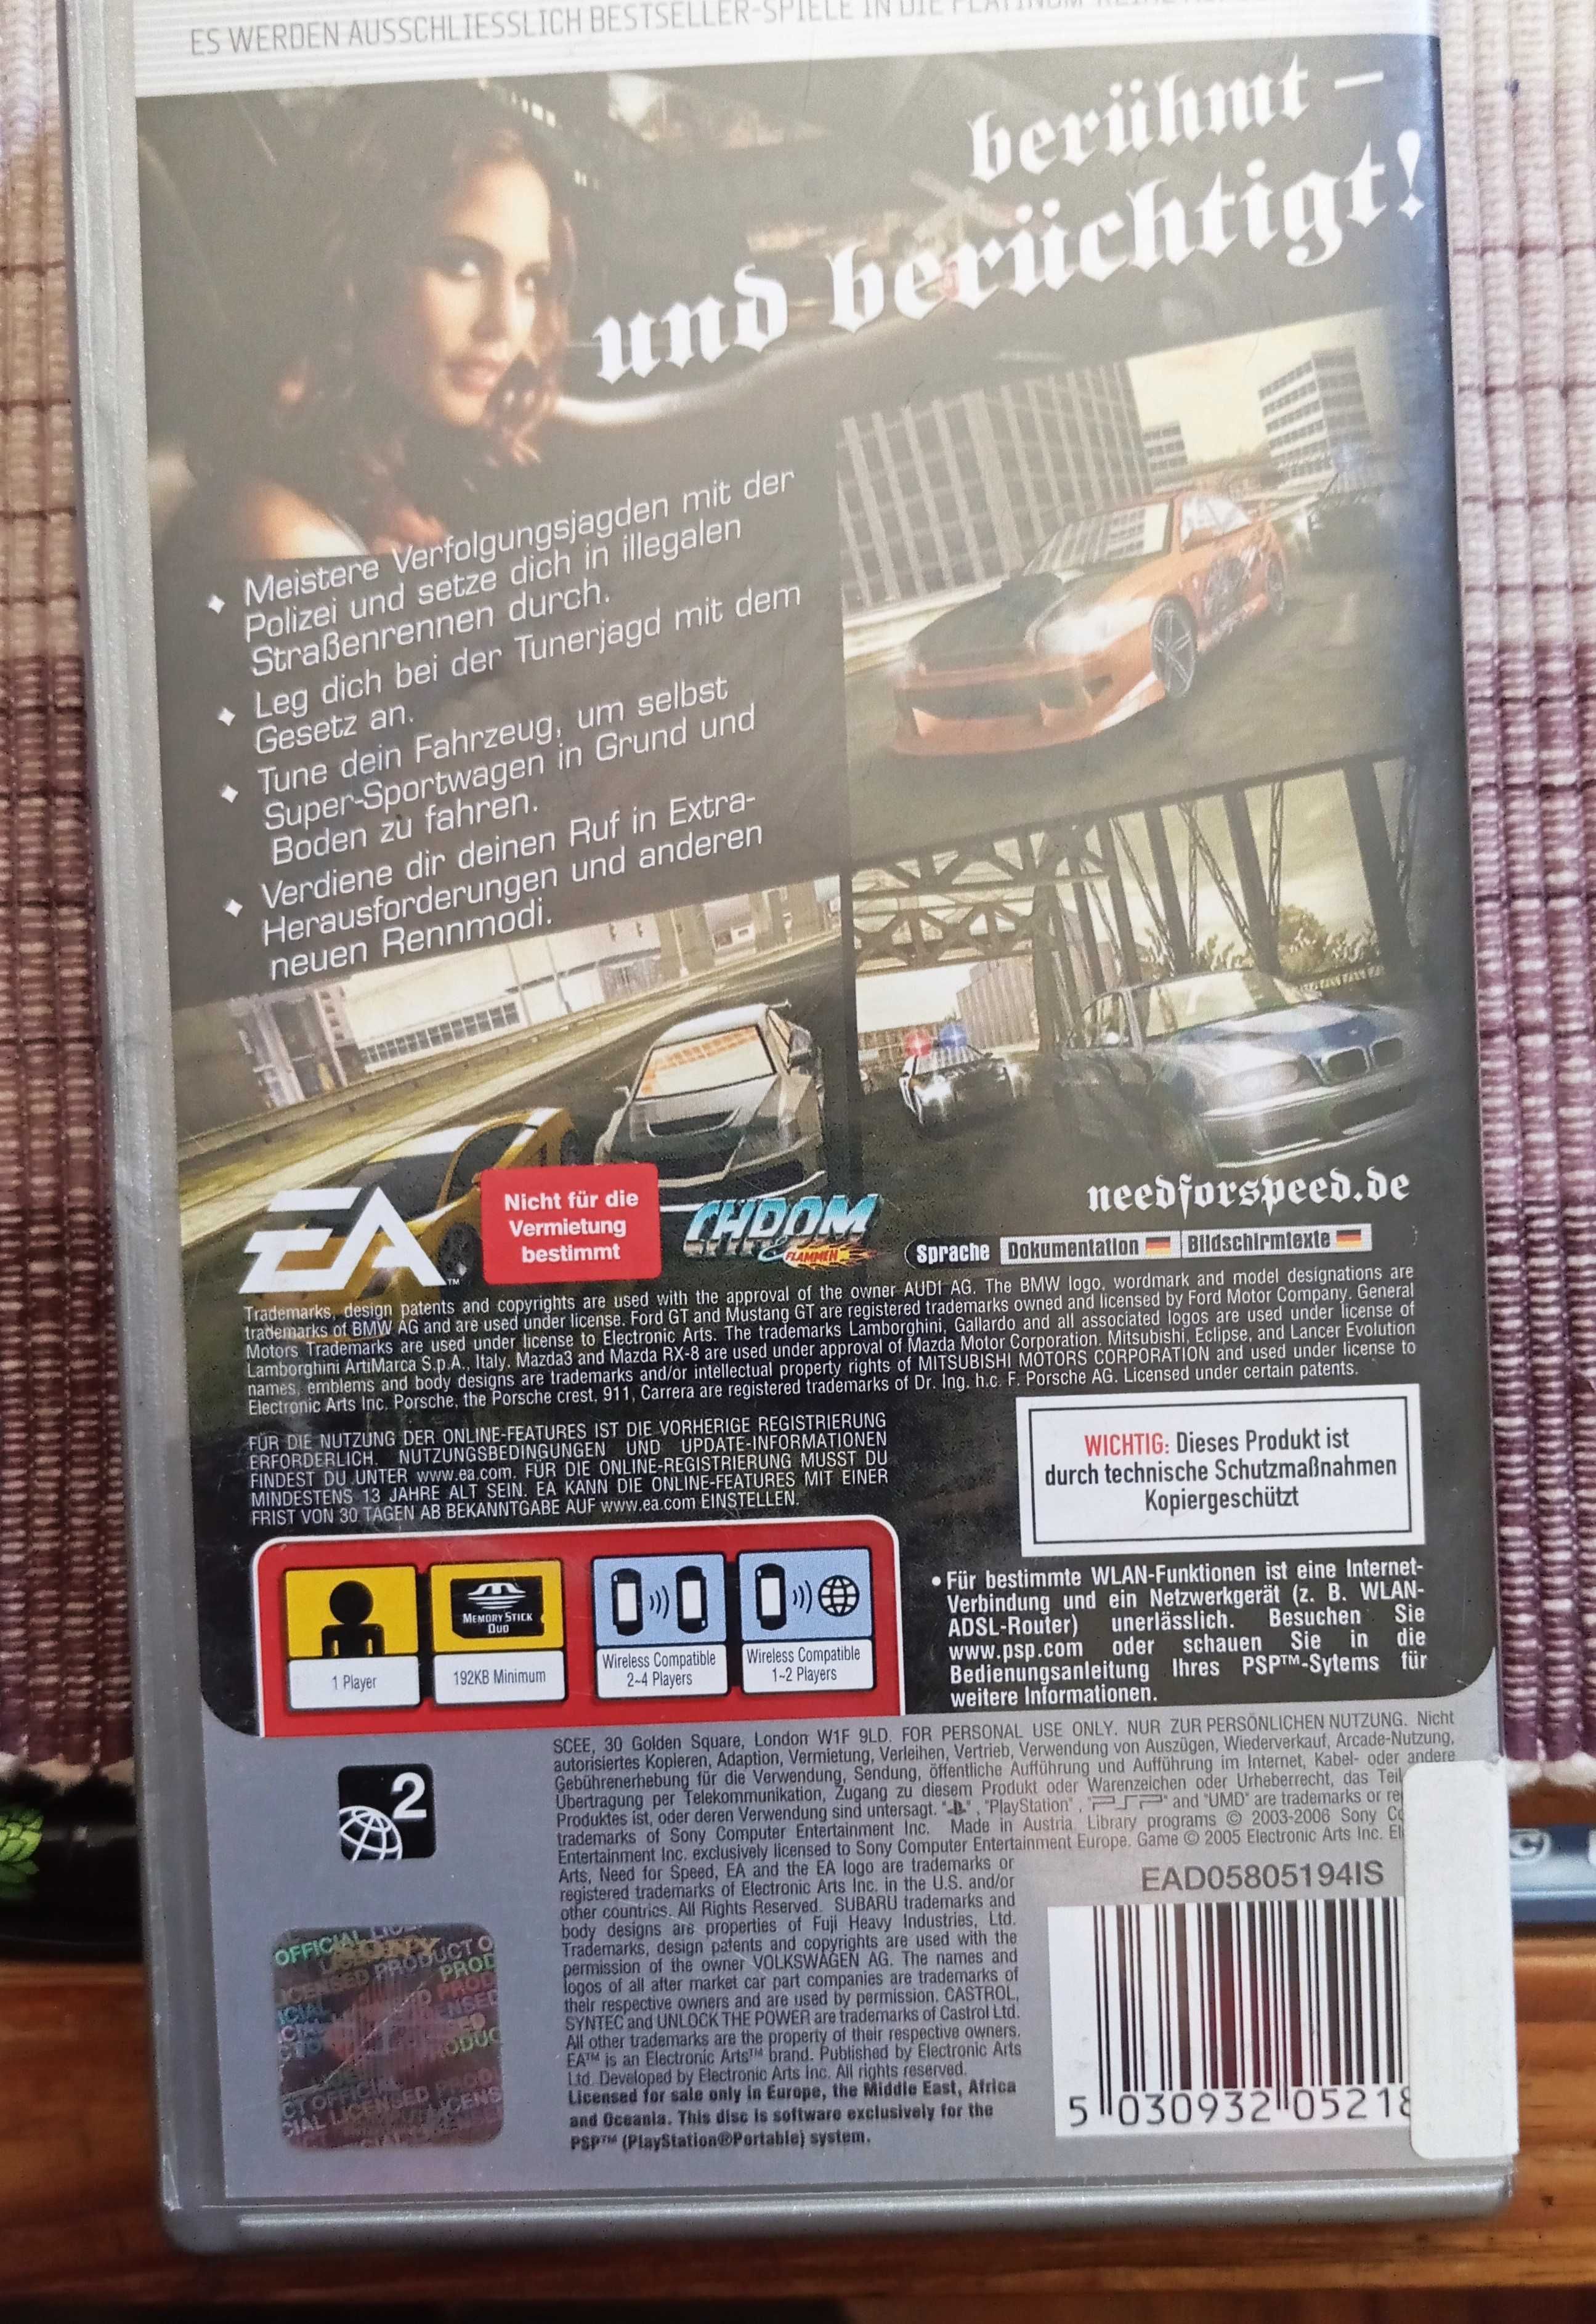 ES WERDEN AUSSCHLIESSLICH BESTSELLER-SPIELE IN DIE PLATINUM
berühmt –
und berüchtigt!
Meistere Verfolgungsjagden mit der
Polizei und setze dich in illegalen
Straßenrennen durch.
Leg dich bei der Tunerjagd mit dem
Gesetz an.
Tune dein Fahrzeug, um selbst
Super-Sportwagen in Grund und
Boden zu fahren.
Verdiene dir deinen Ruf in Extra-
Herausforderungen und anderen
neuen Rennmodi.
EA™
Nicht für die
Vermietung
bestimmt
CHROM
& FLAMMEN
needforspeed.de
Sprache Dokumentation Bildschirmtexte
Trademarks, design patents and copyrights are used with the approval of the owner AUDI AG. The BMW logo, wordmark and model designations are
trademarks of BMW AG and are used under license. Ford GT and Mustang GT are registered trademarks owned and licensed by Ford Motor Company. General
Motors Trademarks are used under license to Electronic Arts. The trademarks Lamborghini, Gallardo and all associated logos are used under license of
Lamborghini ArtiMarca S.p.A., Italy. Mazda3 and Mazda RX-8 are used under approval of Mazda Motor Corporation. Mitsubishi, Eclipse, and Lancer Evolution
names, emblems and body designs are trademarks and/or intellectual property rights of MITSUBISHI MOTORS CORPORATION and used under license to
Electronic Arts Inc. Porsche, the Porsche crest, 911, Carrera are registered trademarks of Dr. Ing. h.c. F. Porsche AG. Licensed under certain patents.
FÜR DIE NUTZUNG DER ONLINE-FEATURES IST DIE VORHERIGE REGISTRIERUNG
ERFORDERLICH. NUTZUNGSBEDINGUNGEN UND UPDATE-INFORMATIONEN
FINDEST DU UNTER www.ea.com. FÜR DIE ONLINE-REGISTRIERUNG MUSST DU
MINDESTENS 13 JAHRE ALT SEIN. EA KANN DIE ONLINE-FEATURES MIT EINER
FRIST VON 30 TAGEN AB BEKANNTGABE AUF www.ea.com EINSTELLEN.
WICHTIG: Dieses Produkt ist
durch technische Schutzmaßnahmen
Kopiergeschützt
MEMORY STICK
DUO
1 Player
192KB Minimum
Wireless Compatible
2-4 Players
Wireless Compatible
1-2 Players
• Für bestimmte WLAN-Funktionen ist eine Internet-
Verbindung und ein Netzwerkgerät (z. B. WLAN-
ADSL-Router) unerlässlich. Besuchen Sie
www.psp.com oder schauen Sie in die
Bedienungsanleitung Ihres PSP™-Sytems für
weitere Informationen.
2
SCEE, 30 Golden Square, London W1F 9LD. FOR PERSONAL USE ONLY. NUR ZUR PERSÖNLICHEN NUTZUNG. Nicht
autorisiertes Kopieren, Adaption, Vermietung, Verleihen, Vertrieb, Verwendung von Auszügen, Wiederverkauf, Arcade-Nutzung,
Gebührenerhebung für die Verwendung, Sendung, öffentliche Aufführung und Aufführung im Internet, Kabel- oder andere
Übertragung per Telekommunikation, Zugang zu diesem Produkt oder Warenzeichen oder Urheberrecht, das Teil
Produktes ist, oder deren Verwendung sind untersagt. " ", "PlayStation", "PSP" and "UMD" are trademarks or re
trademarks of Sony Computer Entertainment Inc. Made in Austria. Library programs © 2003-2006 Sony Co
Entertainment Inc. exclusively licensed to Sony Computer Entertainment Europe. Game © 2005 Electronic Arts Inc. El
Arts, Need for Speed, EA and the EA logo are trademarks or
registered trademarks of Electronic Arts Inc. in the U.S. and/or
other countries. All Rights Reserved. SUBARU trademarks and
body designs are properties of Fuji Heavy Industries, Ltd.
Trademarks, design patents and copyrights are used with the
permission of the owner VOLKSWAGEN AG. The names and
logos of all after market car part companies are trademarks of
their respective owners and are used by permission. CASTROL,
SYNTEC and UNLOCK THE POWER are trademarks of Castrol Ltd.
All other trademarks are the property of their respective owners.
EA™ is an Electronic Arts™ brand. Published by Electronic Arts
Ltd. Developed by Electronic Arts Inc. All rights reserved.
Licensed for sale only in Europe, the Middle East, Africa
and Oceania. This disc is software exclusively for the
PSP™ (PlayStation®Portable) system.
EAD05805194IS
5 030932 05218
OFFICIAL
SONY
LICENSED PRODUCT